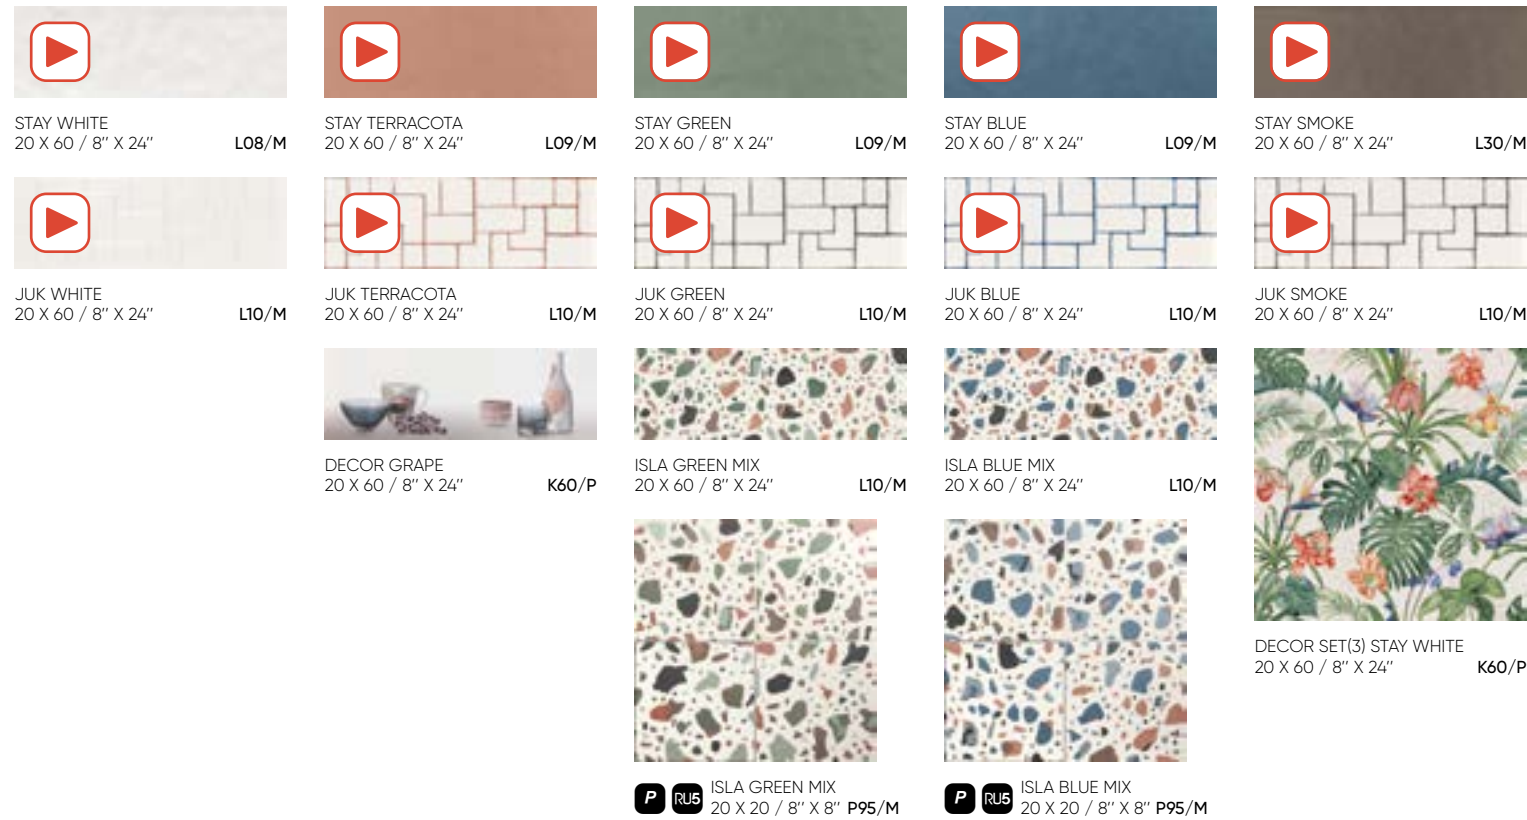 STAY WHITE
20 X 60 / 8’’ X 24’’ L08/M
STAY TERRACOTA
20 X 60 / 8’’ X 24’’ L09/M
STAY GREEN
20 X 60 / 8’’ X 24’’ L09/M
STAY BLUE
20 X 60 / 8’’ X 24’’ L09/M
STAY SMOKE
20 X 60 / 8’’ X 24’’ L30/M
JUK WHITE
20 X 60 / 8’’ X 24’’ L10/M
JUK TERRACOTA
20 X 60 / 8’’ X 24’’ L10/M
JUK GREEN
20 X 60 / 8’’ X 24’’ L10/M
JUK BLUE
20 X 60 / 8’’ X 24’’ L10/M
JUK SMOKE
20 X 60 / 8’’ X 24’’ L10/M
DECOR GRAPE
20 X 60 / 8’’ X 24’’ K60/P
ISLA GREEN MIX
20 X 60 / 8’’ X 24’’ L10/M
ISLA BLUE MIX
20 X 60 / 8’’ X 24’’ L10/M
DECOR SET(3) STAY WHITE
20 X 60 / 8’’ X 24’’ K60/P
P RU5 ISLA GREEN MIX
20 X 20 / 8’’ X 8’’ P95/M
P RU5 ISLA BLUE MIX
20 X 20 / 8’’ X 8’’ P95/M